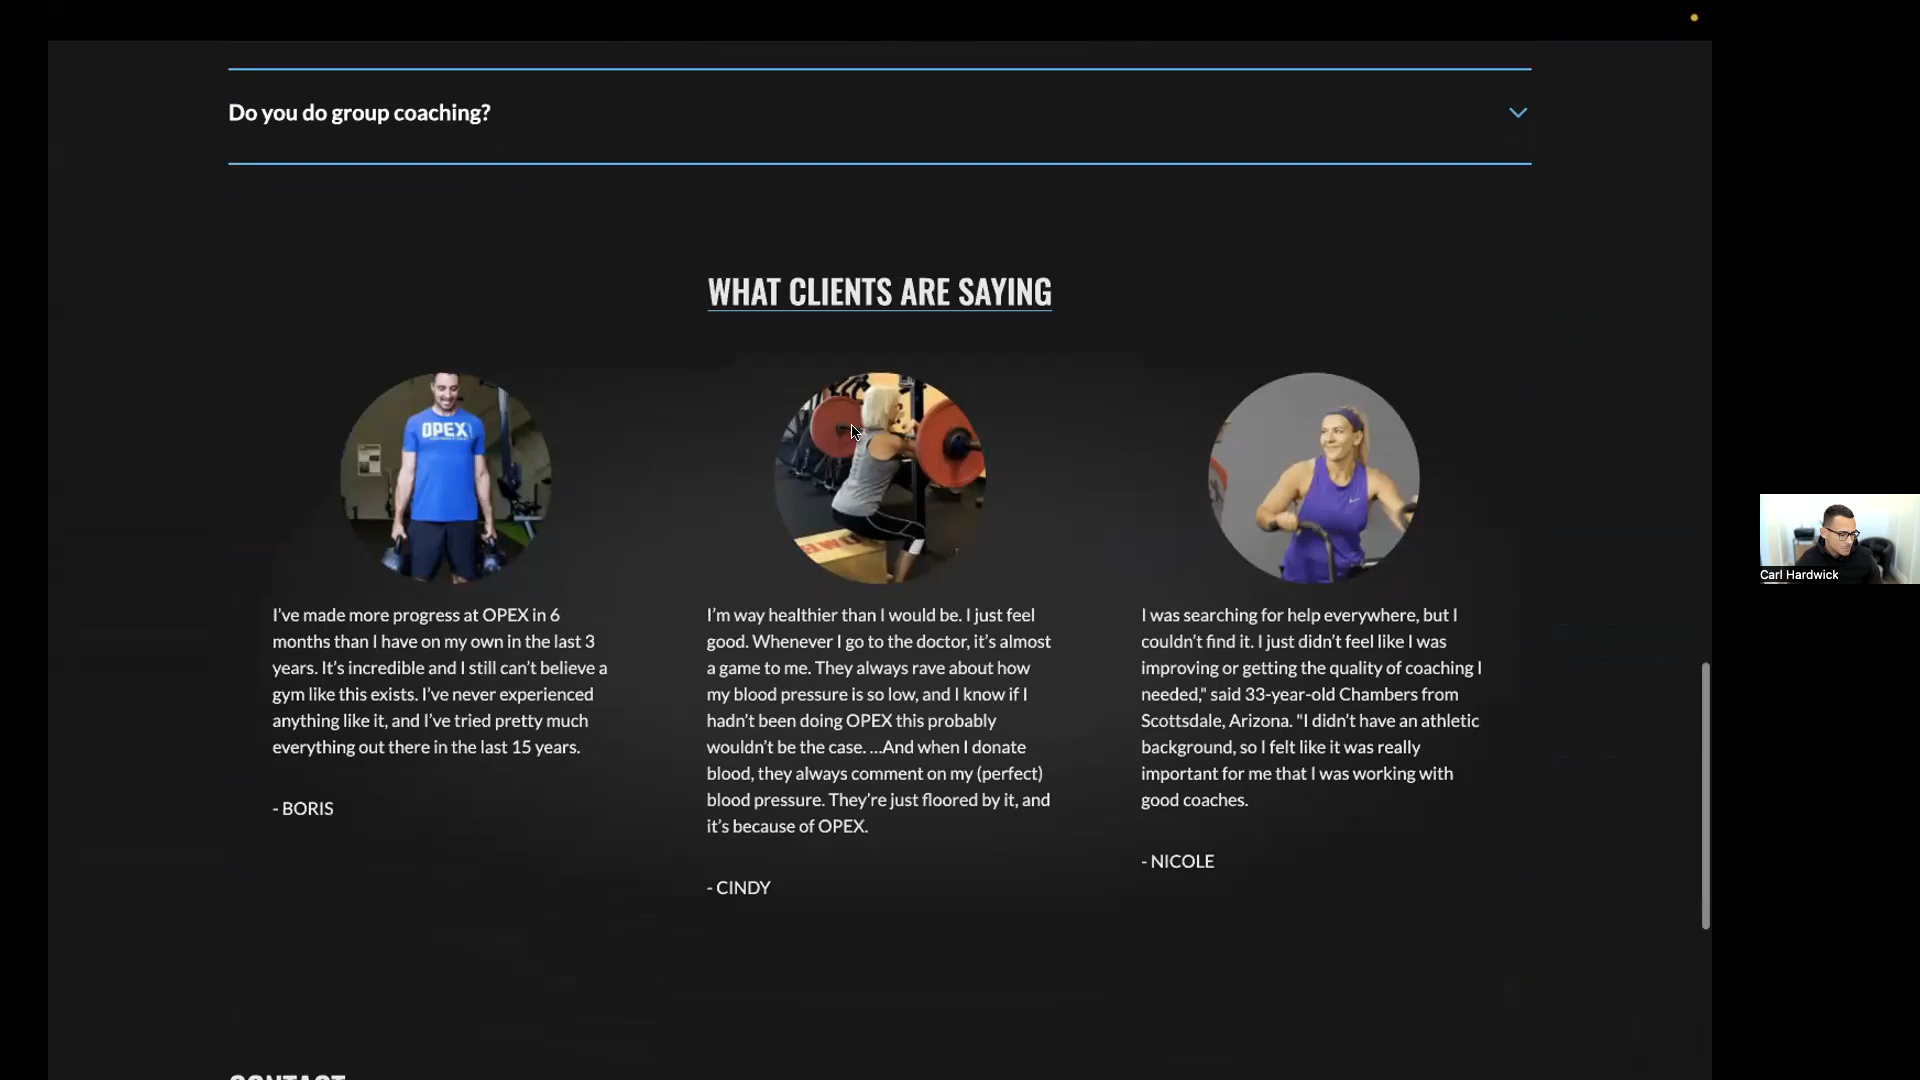 Do you do group coaching?
WHAT CLIENTS ARE SAYING
OPEX
I've made more progress at OPEX in 6
months than I have on my own in the last 3
years. It's incredible and I still can't believe a
gym like this exists. I've never experienced
anything like it, and I've tried pretty much
everything out there in the last 15 years.
- BORIS
I'm way healthier than I would be. I just feel
good. Whenever I go to the doctor, it's almost
a game to me. They always rave about how
my blood pressure is so low, and I know if I
hadn't been doing OPEX this probably
wouldn't be the case. ...And when I donate
blood, they always comment on my (perfect)
blood pressure. They're just floored by it, and
it's because of OPEX.
- CINDY
I was searching for help everywhere, but I
couldn't find it. I just didn't feel like I was
improving or getting the quality of coaching I
needed," said 33-year-old Chambers from
Scottsdale, Arizona. "I didn't have an athletic
background, so I felt like it was really
important for me that I was working with
good coaches.
- NICOLE
Carl Hardwick
CONTACT